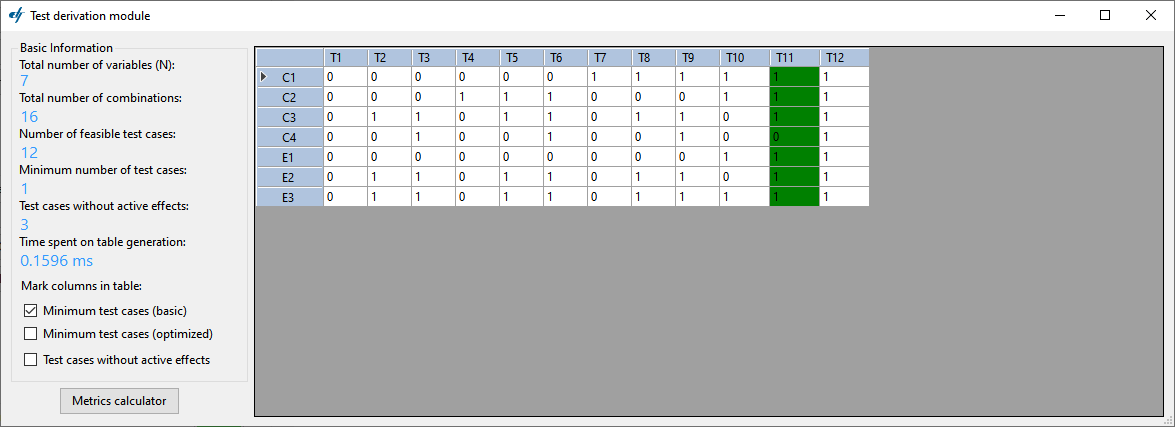 Test derivation module
Basic Information
Total number of variables (N):
7
Total number of combinations:
16
Number of feasible test cases:
12
Minimum number of test cases:
1
Test cases without active effects:
3
Time spent on table generation:
0.1596 ms
Mark columns in table:
Minimum test cases (basic)
Minimum test cases (optimized)
Test cases without active effects
Metrics calculator
T1 T2 T3 T4 T5 T6 T7 T8 T9 T10 T11 T12
C1 0 0 0 0 0 0 1 1 1 1 1 1
C2 0 0 0 1 1 1 0 0 0 1 1 1
C3 0 1 1 0 1 1 0 1 1 0 1 1
C4 0 0 1 0 0 1 0 0 1 0 0 1
E1 0 0 0 0 0 0 0 0 0 1 1 1
E2 0 1 1 0 1 1 0 1 1 0 1 1
E3 0 1 1 0 1 1 0 1 1 1 1 1